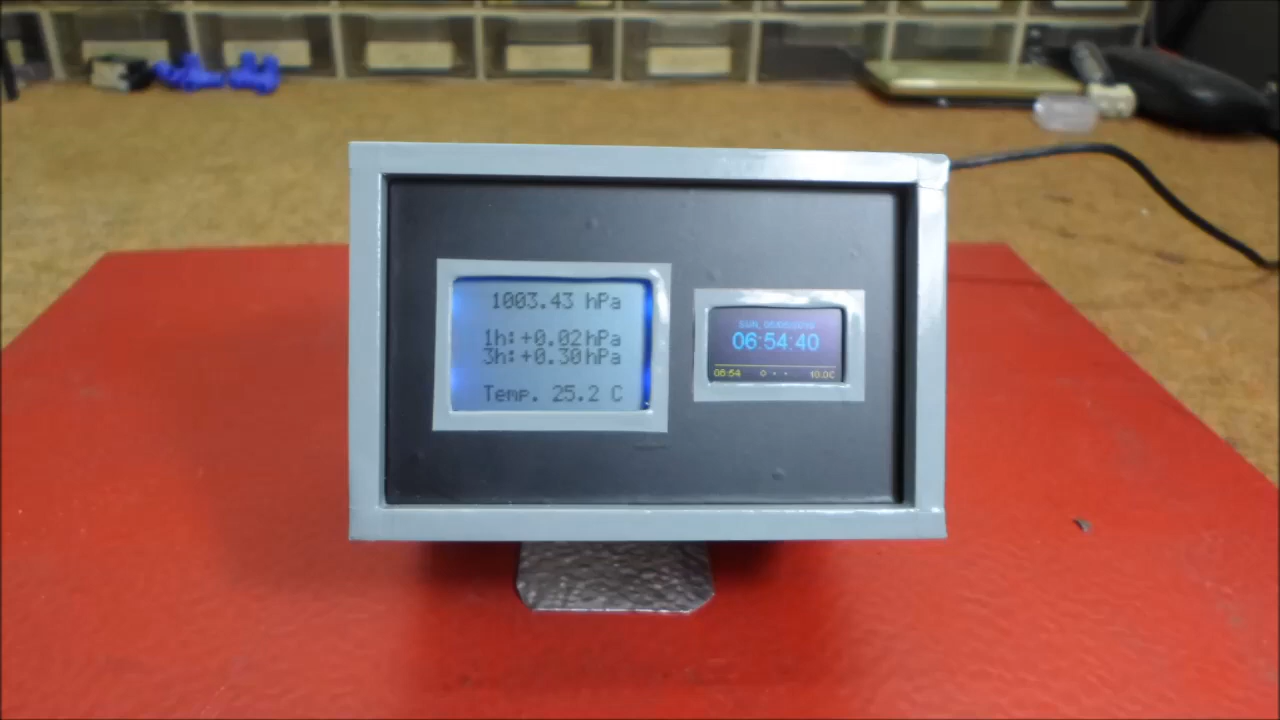 1003.43 hPa
1h:+0.02hPa
3h:+0.30hPa
Temp. 25.2 C
06:54:40
06:54
10.0C